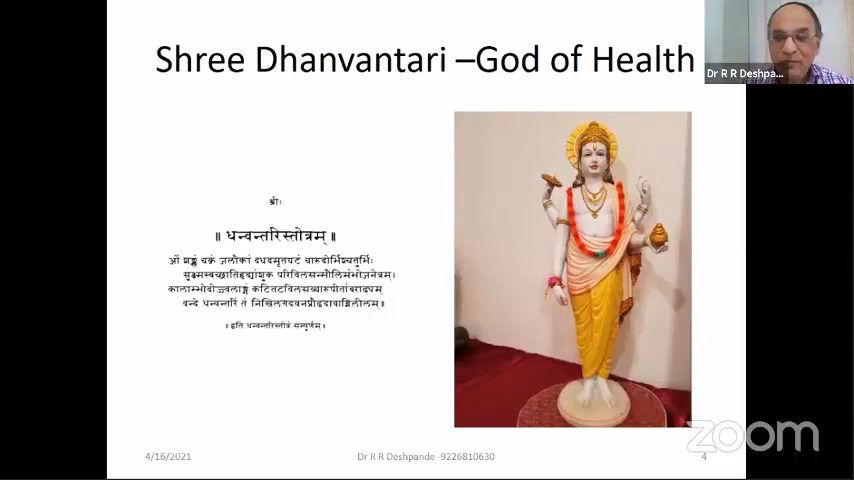 Shree Dhanvantari –God of Health
Dr R R Deshpa...
श्रीः
॥ धन्वन्तरिस्तोत्रम् ॥
ओं शङ्खं चक्रं जलौकां दधदमृतघटं चारुदोर्भिश्चतुर्भिः
सूक्ष्मस्वच्छातिहृद्यांशुक परिविलसन्मौलिमंभोजनेत्रम्।
कालाम्भोदोज्ज्वलाङ्गं कटितटविलसच्चारूपीतांबराढ्यम्
वन्दे धन्वन्तरिं तं निखिलगदवनप्रौढदावाग्निलीलम्॥
॥ इति धन्वन्तरिस्तोत्रं सम्पूर्णम् ॥
zoom
4/16/2021
Dr R R Deshpande -9226810630
4